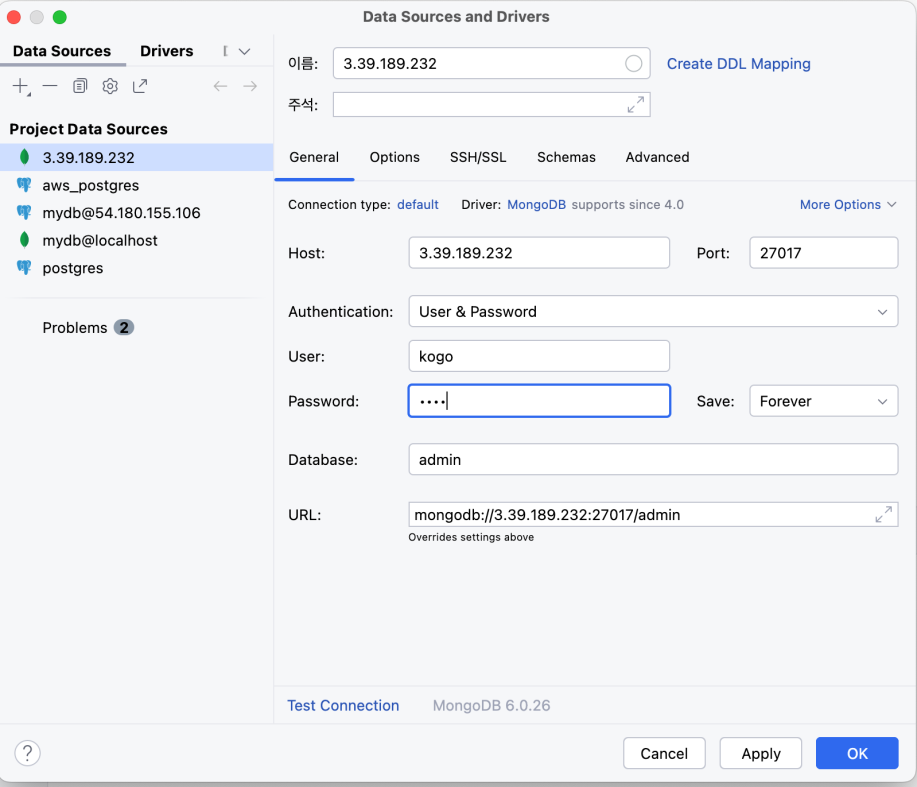 Data Sources and Drivers
Data Sources Drivers
Project Data Sources
3.39.189.232
aws_postgres
mydb@54.180.155.106
mydb@localhost
postgres
Problems 2
이름: 3.39.189.232 Create DDL Mapping
주석:
General Options SSH/SSL Schemas Advanced
Connection type: default Driver: MongoDB supports since 4.0 More Options
Host: 3.39.189.232 Port: 27017
Authentication: User & Password
User: kogo
Password: •••• Save: Forever
Database: admin
URL: mongodb://3.39.189.232:27017/admin
Overrides settings above
Test Connection MongoDB 6.0.26
? Cancel Apply OK